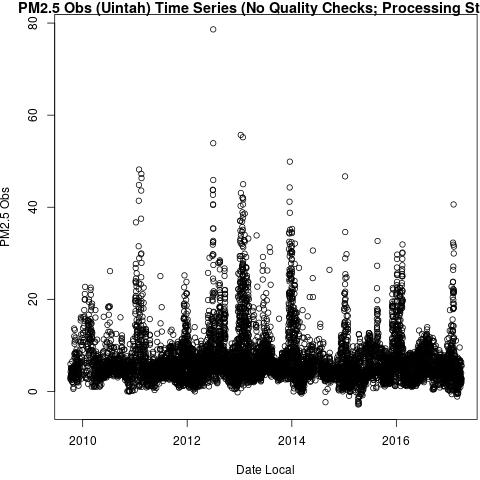 PM2.5 Obs (Uintah) Time Series (No Quality Checks; Processing St
PM2.5 Obs
80
60
40
20
0
2010 2012 2014 2016
Date Local